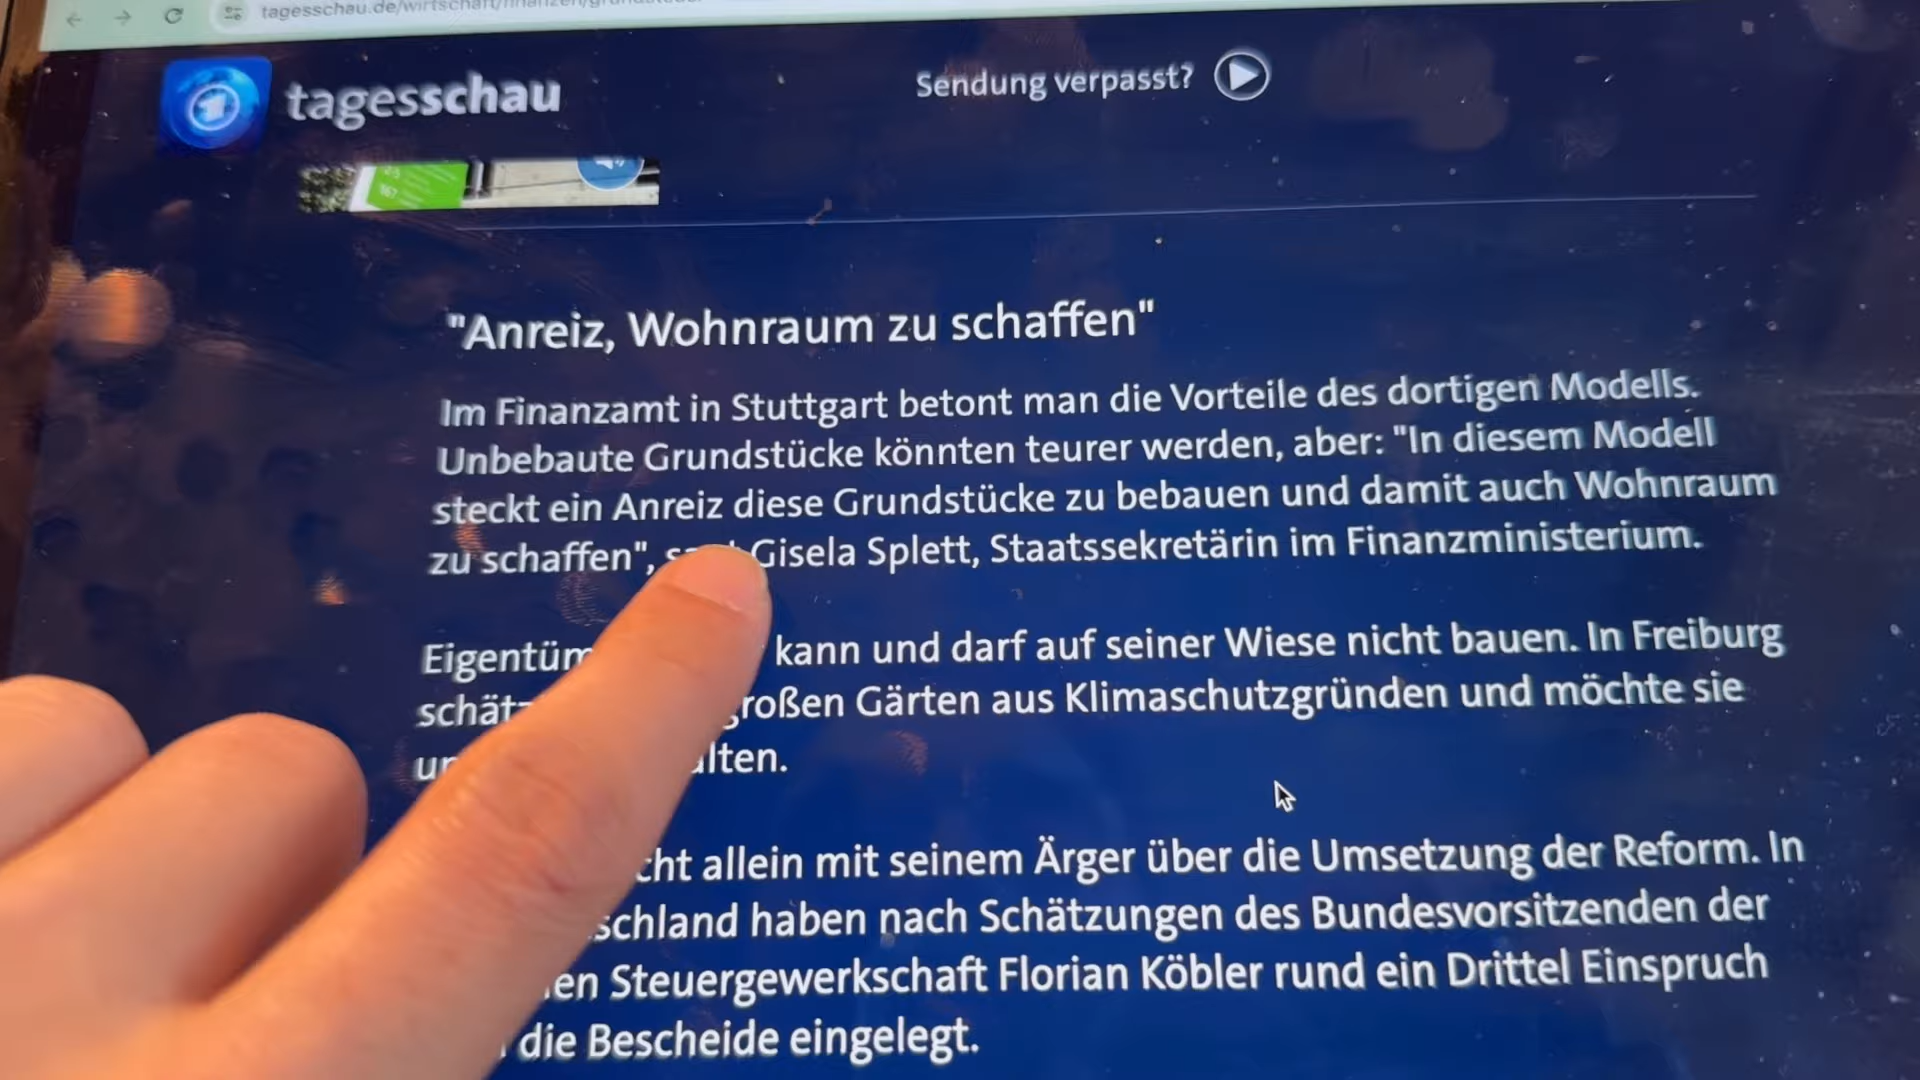 tagesschau.de/wirtschaft/finanzen/grundsteuer
tagesschau
Sendung verpasst?
"Anreiz, Wohnraum zu schaffen"
Im Finanzamt in Stuttgart betont man die Vorteile des dortigen Modells.
Unbebaute Grundstücke könnten teurer werden, aber: "In diesem Modell
steckt ein Anreiz diese Grundstücke zu bebauen und damit auch Wohnraum
zu schaffen", Gisela Splett, Staatssekretärin im Finanzministerium.
kann und darf auf seiner Wiese nicht bauen. In Freiburg
großen Gärten aus Klimaschutzgründen und möchte sie
allein mit seinem Ärger über die Umsetzung der Reform. In
haben nach Schätzungen des Bundesvorsitzenden der
Steuergewerkschaft Florian Köbler rund ein Drittel Einspruch
die Bescheide eingelegt.